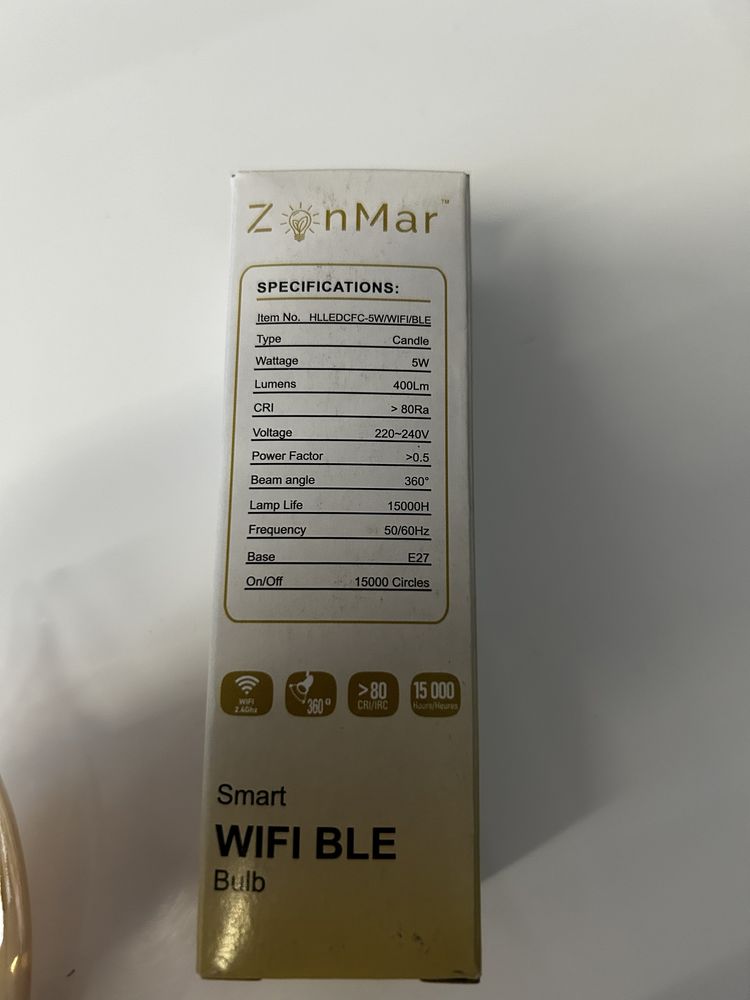 ZonMar™
SPECIFICATIONS:
Item No. HLLEDCFC-5W/WIFI/BLE
Type Candle
Wattage 5W
Lumens 400Lm
CRI > 80Ra
Voltage 220~240V
Power Factor >0.5
Beam angle 360°
Lamp Life 15000H
Frequency 50/60Hz
Base E27
On/Off 15000 Circles
WIFI 2.4Ghz
360°
>80 CRI/IRC
15 000 Hours/Heures
Smart
WIFI BLE
Bulb